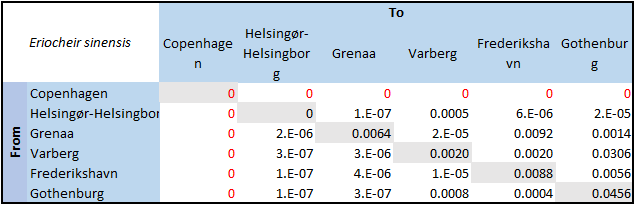 To
Eriocheir sinensis Copenhage n Helsingør- Helsingbor g Grenaa Varberg Frederiksha vn Gothenbur g
From
Copenhagen 0 0 0 0 0 0
Helsingør-Helsingbor 0 0 1.E-07 0.0005 6.E-06 2.E-05
Grenaa 0 2.E-06 0.0064 2.E-05 0.0092 0.0014
Varberg 0 3.E-07 3.E-06 0.0020 0.0020 0.0306
Frederikshavn 0 1.E-07 4.E-06 1.E-05 0.0088 0.0056
Gothenburg 0 1.E-07 3.E-07 0.0008 0.0004 0.0456